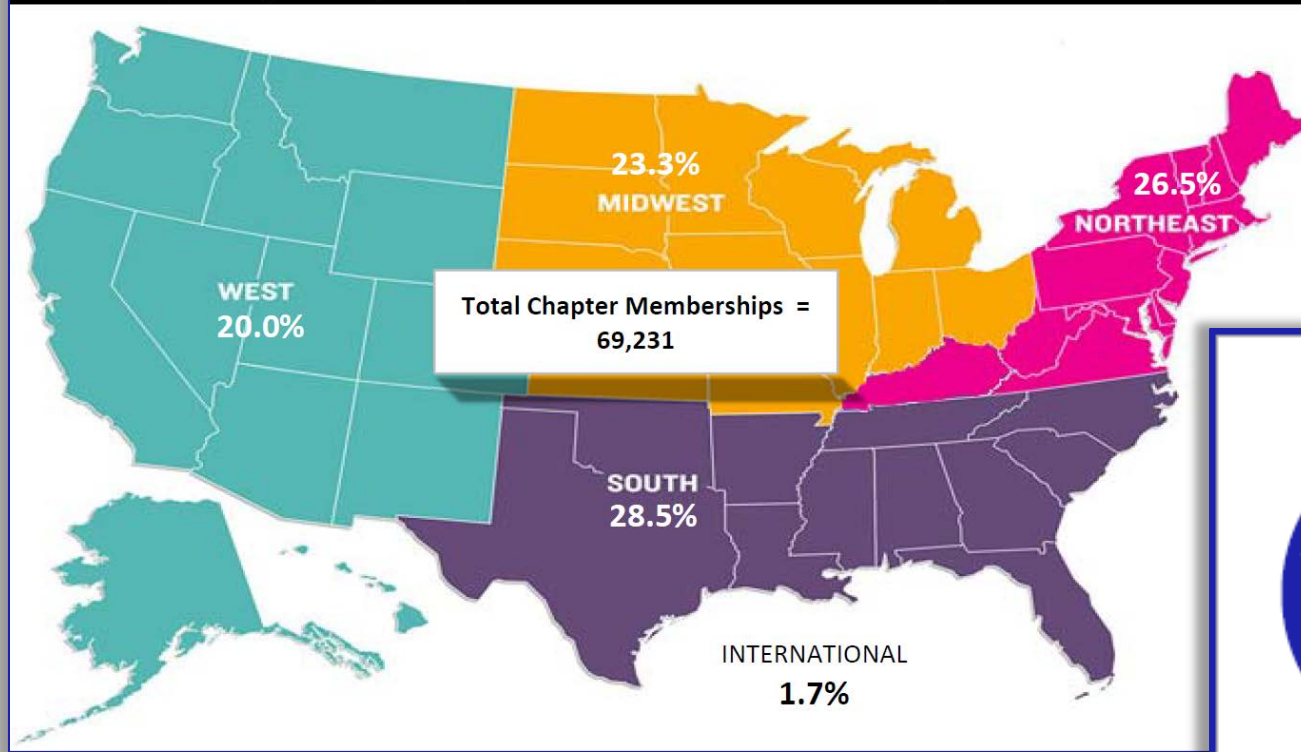 23.3%
MIDWEST
26.5%
NORTHEAST
WEST
20.0%
Total Chapter Memberships =
69,231
SOUTH
28.5%
INTERNATIONAL
1.7%